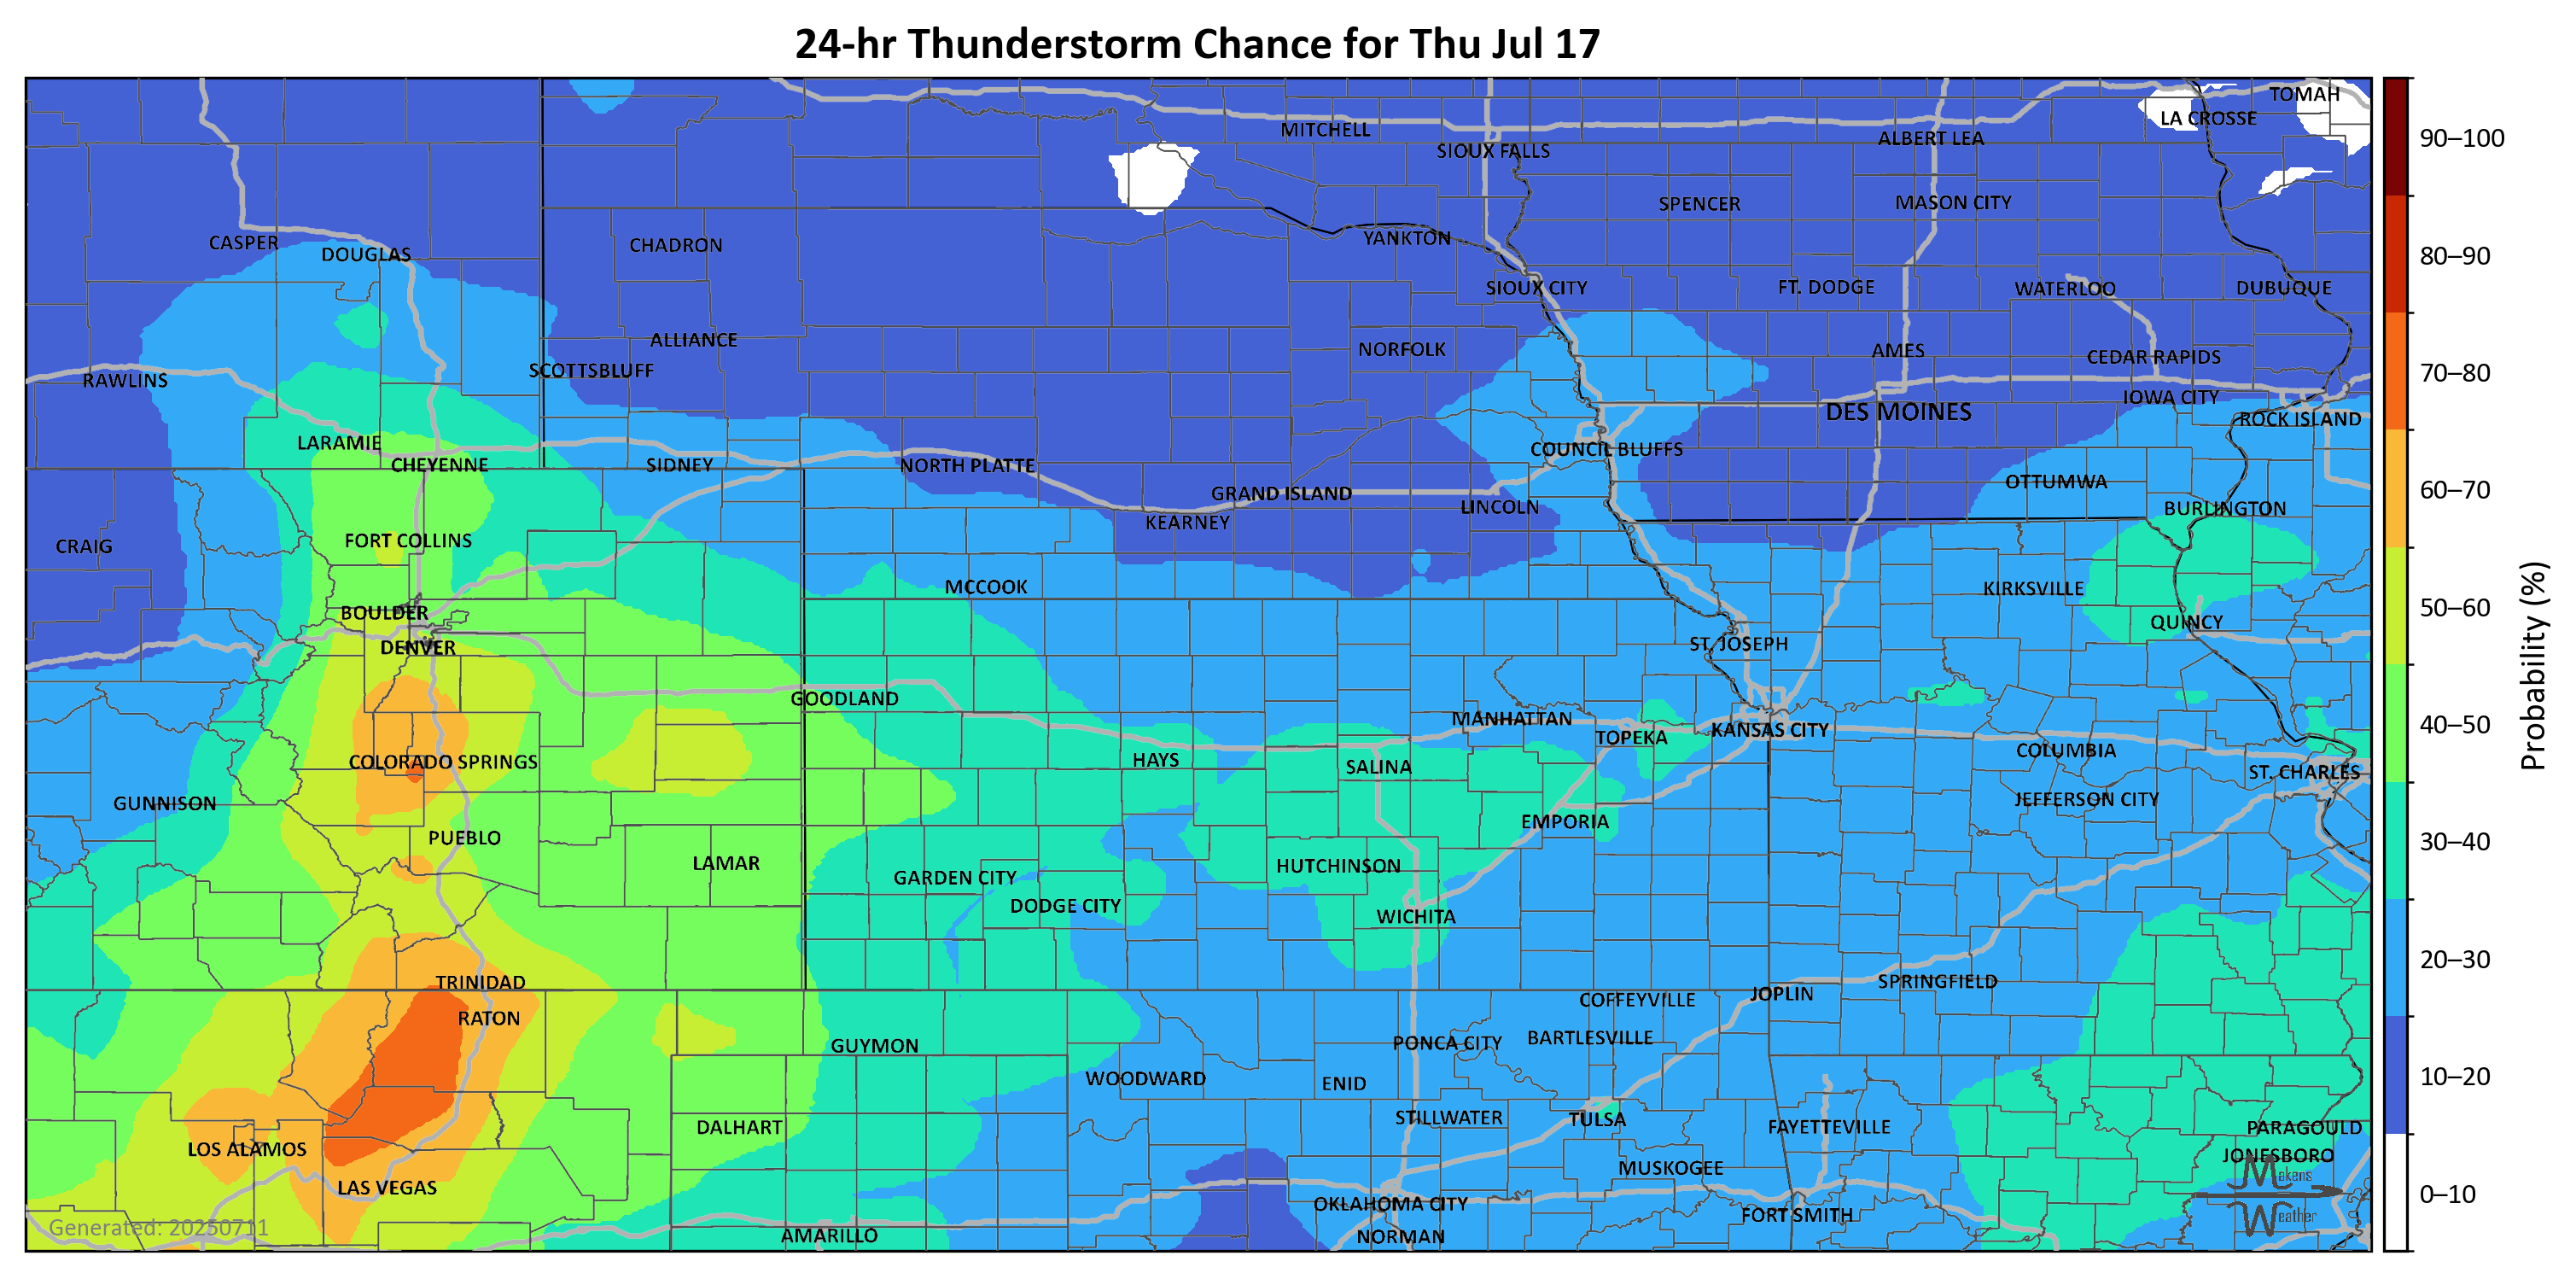 24-hr Thunderstorm Chance for Thu Jul 17
TOMAH
LA CROSSE
MITCHELL
ALBERT LEA
SIOUX FALLS
90–100
SPENCER
MASON CITY
YANKTON
CASPER
CHADRON
DOUGLAS
80–90
SIOUX CITY
FT. DODGE
WATERLOO
DUBUQUE
ALLIANCE
NORFOLK
AMES
CEDAR RAPIDS
SCOTTSBLUFF
70–80
RAWLINS
IOWA CITY
DES MOINES
ROCK ISLAND
LARAMIE
COUNCIL BLUFFS
CHEYENNE
SIDNEY
NORTH PLATTE
OTTUMWA
60–70
GRAND ISLAND
LINCOLN
BURLINGTON
KEARNEY
FORT COLLINS
CRAIG
MCCOOK
KIRKSVILLE
50–60
BOULDER
QUINCY
DENVER
ST. JOSEPH
Probability (%)
GOODLAND
MANHATTAN
40–50
KANSAS CITY
TOPEKA
COLUMBIA
HAYS
COLORADO SPRINGS
SALINA
ST. CHARLES
JEFFERSON CITY
GUNNISON
EMPORIA
PUEBLO
30–40
LAMAR
HUTCHINSON
GARDEN CITY
DODGE CITY
WICHITA
20–30
TRINIDAD
SPRINGFIELD
JOPLIN
COFFEYVILLE
RATON
BARTLESVILLE
PONCA CITY
GUYMON
10–20
WOODWARD
ENID
STILLWATER
TULSA
DALHART
FAYETTEVILLE
PARAGOULD
LOS ALAMOS
JONESBORO
MUSKOGEE
Makens
LAS VEGAS
0–10
OKLAHOMA CITY
FORT SMITH
Weather
Generated: 20250711
AMARILLO
NORMAN